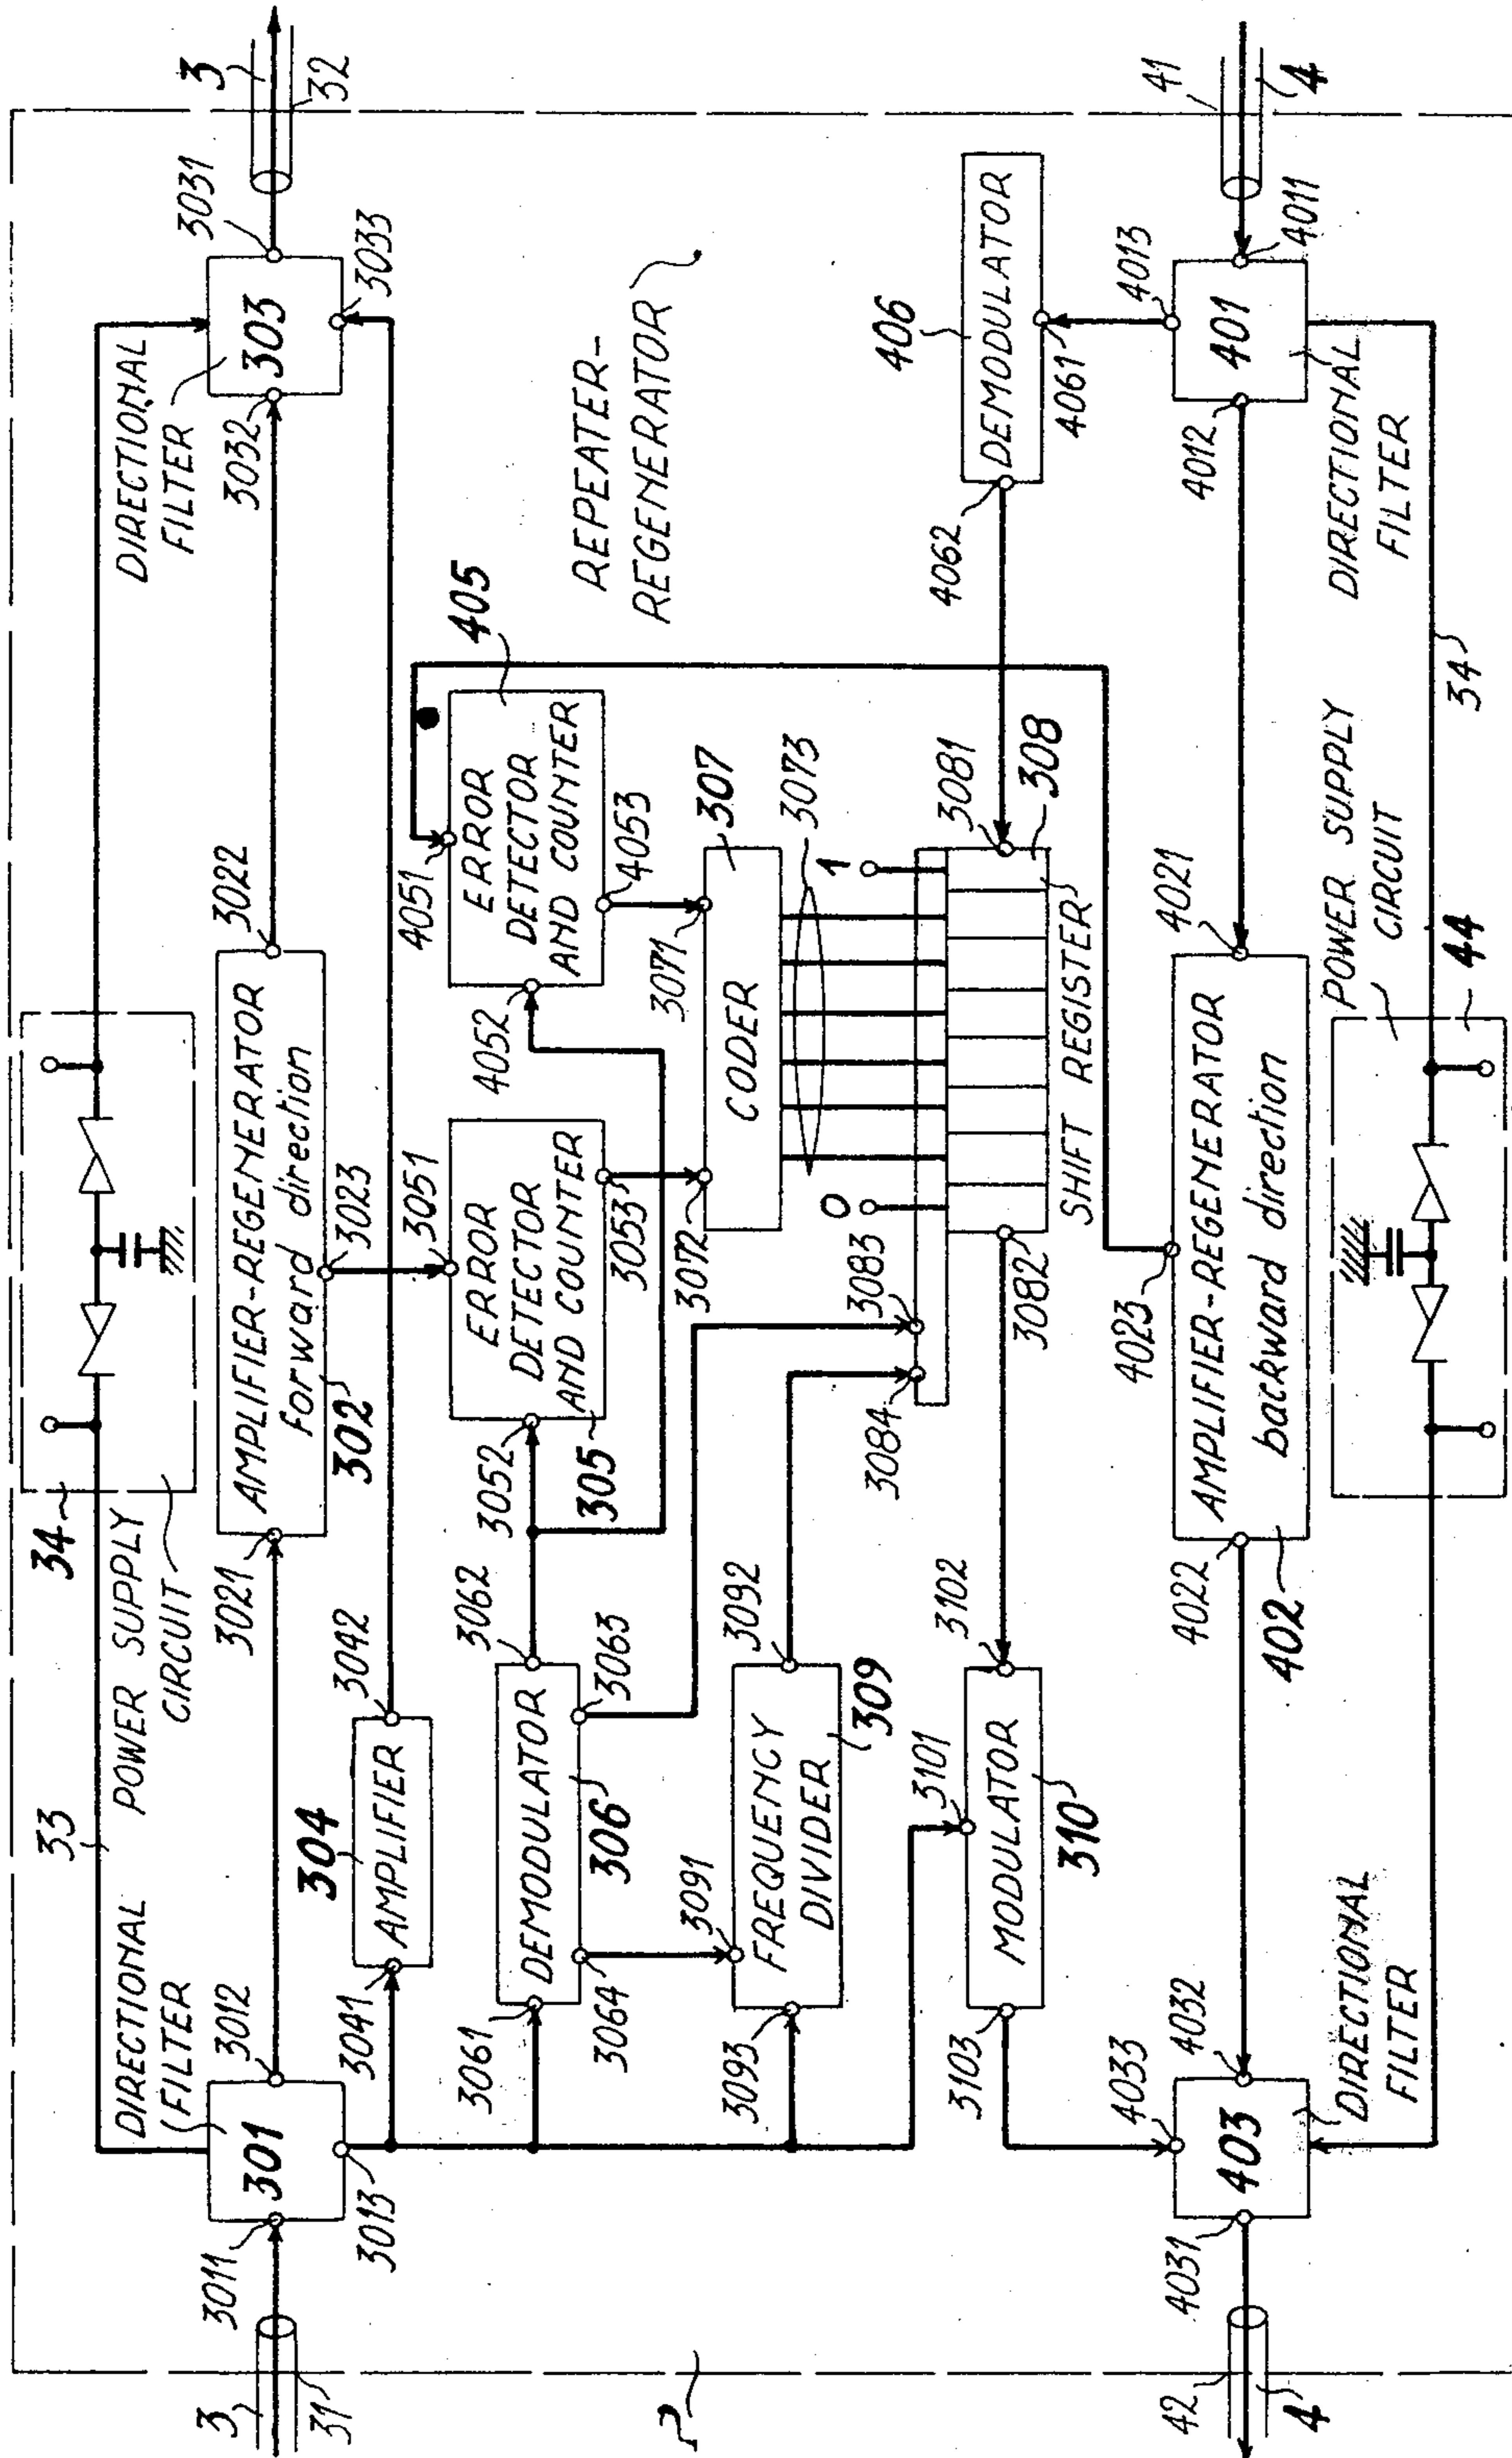 3
31
3011
301
3012
3013
DIRECTIONAL
FILTER
33
POWER SUPPLY
CIRCUIT
34
3021
AMPLIFIER-REGENERATOR
forward direction
302
3022
3023
DIRECTIONAL
FILTER
3032
303
3031
3033
3
32
3041
304
AMPLIFIER
3042
3061
DEMODULATOR
306
3062
3063
3064
3051
3052
ERROR
DETECTOR
AND COUNTER
305
3053
4051
4052
ERROR
DETECTOR
AND COUNTER
405
4053
REPEATER-
REGENERATOR
3091
3093
FREQUENCY
DIVIDER
309
3092
3072
3071
CODER
307
3073
0
1
3083
3084
3081
308
SHIFT REGISTER
3082
4062
DEMODULATOR
406
4061
3101
3102
MODULATOR
310
3103
4033
4032
403
4031
DIRECTIONAL
FILTER
42
4
4022
402
AMPLIFIER-REGENERATOR
backward direction
4023
4021
POWER SUPPLY
CIRCUIT
44
34
4012
4013
401
4011
DIRECTIONAL
FILTER
41
4